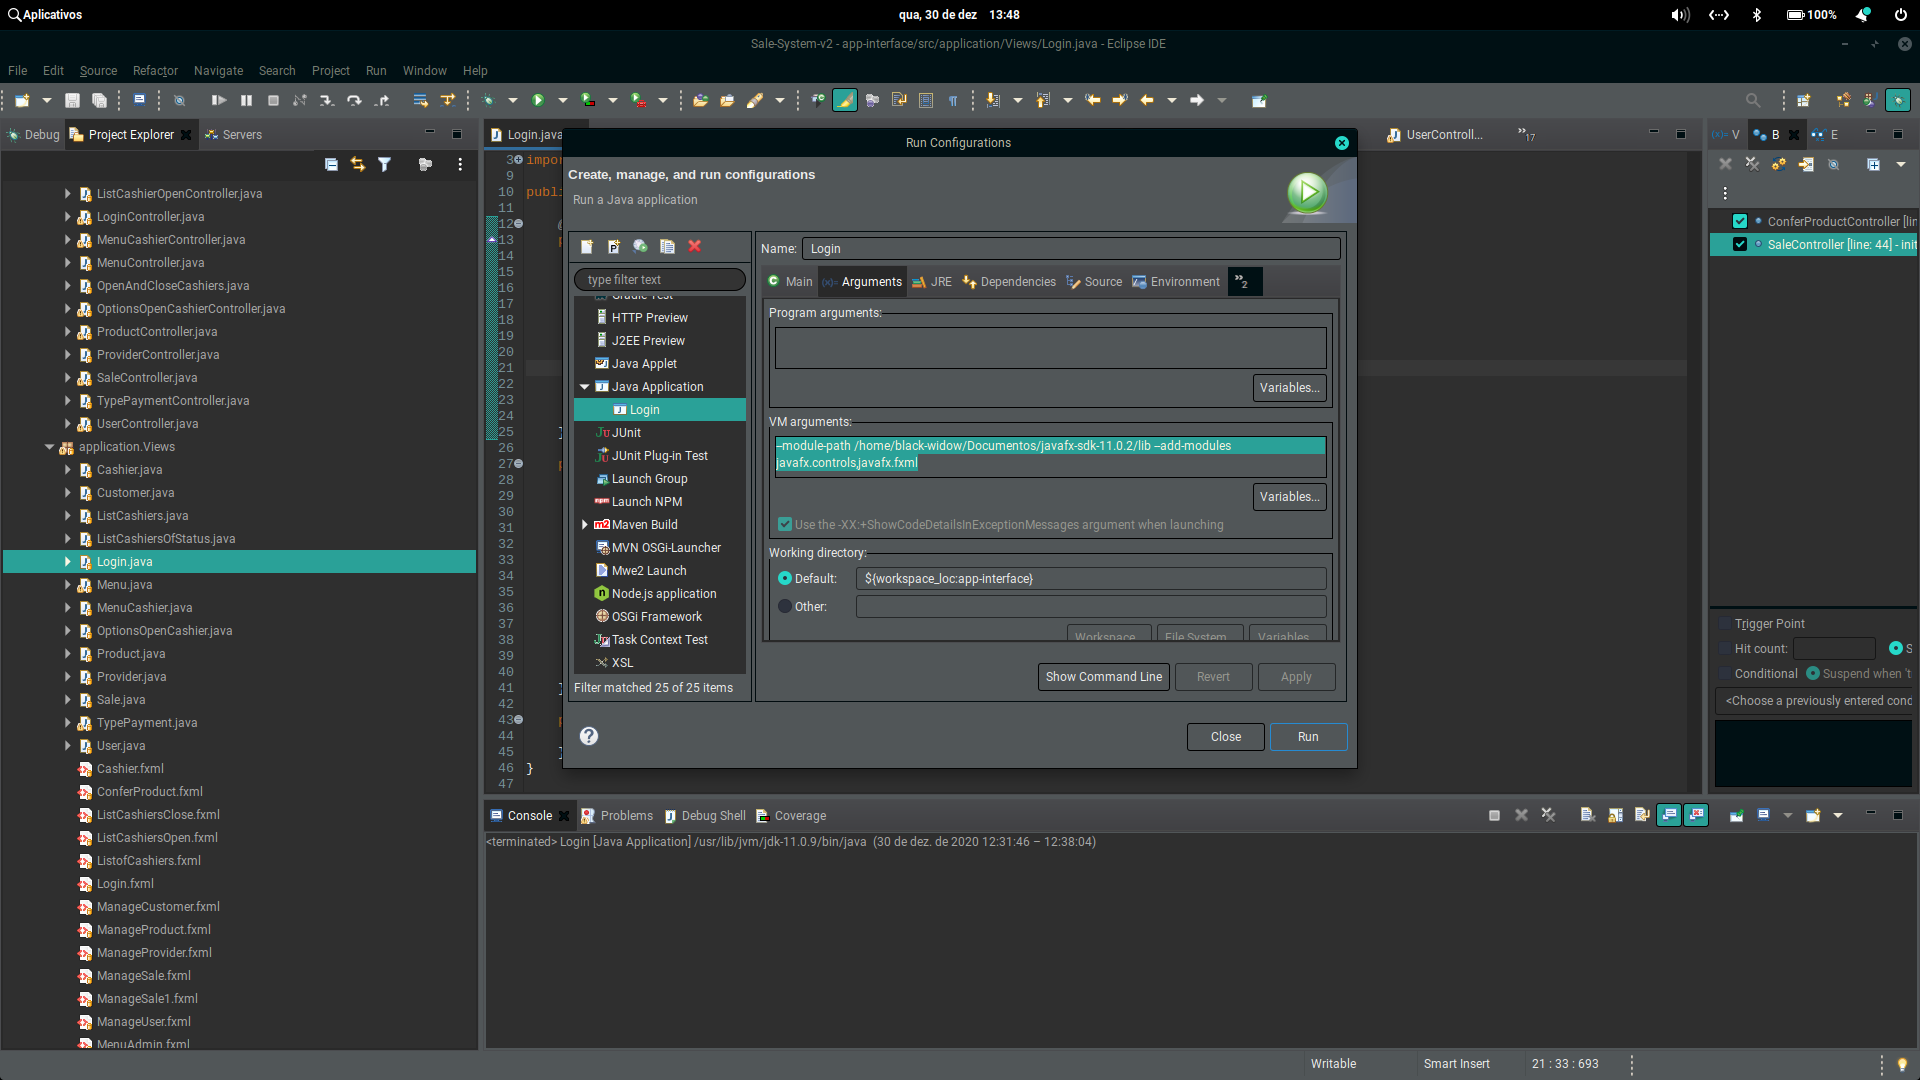 Aplicativos
qua, 30 de dez 13:48
100%
Sale-System-v2 - app-interface/src/application/Views/Login.java - Eclipse IDE
File Edit Source Refactor Navigate Search Project Run Window Help
Debug
Project Explorer
Servers
ListCashierOpenController.java
LoginController.java
MenuCashierController.java
MenuController.java
OpenAndCloseCashiers.java
OptionsOpenCashierController.java
ProductController.java
ProviderController.java
SaleController.java
TypePaymentController.java
UserController.java
application.Views
Cashier.java
Customer.java
ListCashiers.java
ListCashiersOfStatus.java
Login.java
Menu.java
MenuCashier.java
OptionsOpenCashier.java
Product.java
Provider.java
Sale.java
TypePayment.java
User.java
Cashier.fxml
ConferProduct.fxml
ListCashiersClose.fxml
ListCashiersOpen.fxml
ListofCashiers.fxml
Login.fxml
ManageCustomer.fxml
ManageProduct.fxml
ManageProvider.fxml
ManageSale.fxml
ManageSale1.fxml
ManageUser.fxml
MenuAdmin.fxml
Login.java
UserControll...
17
3 impor
9
10 publi
11
12
13
14
15
16
17
18
19
20
21
22
23
24
25 }
26
27
28
29
30
31
32
33
34
35
36
37
38
39
40
41 }
42
43
44
45 }
46 }
47
Run Configurations
Create, manage, and run configurations
Run a Java application
type filter text
Gradle Test
HTTP Preview
J2EE Preview
Java Applet
Java Application
Login
JUnit
JUnit Plug-in Test
Launch Group
Launch NPM
Maven Build
MVN OSGi-Launcher
Mwe2 Launch
Node.js application
OSGi Framework
Task Context Test
XSL
Filter matched 25 of 25 items
Name: Login
Main Arguments JRE Dependencies Source Environment 2
Program arguments:
Variables...
VM arguments:
--module-path /home/black-widow/Documentos/javafx-sdk-11.0.2/lib --add-modules
javafx.controls,javafx.fxml
Variables...
Use the -XX:+ShowCodeDetailsInExceptionMessages argument when launching
Working directory:
Default: ${workspace_loc:app-interface}
Other:
Workspace... File System... Variables...
Show Command Line Revert Apply
Close Run
V B E
ConferProductController [lin
SaleController [line: 44] - init
Trigger Point
Hit count: S
Conditional Suspend when 't
<Choose a previously entered cond
Console Problems Debug Shell Coverage
<terminated> Login [Java Application] /usr/lib/jvm/jdk-11.0.9/bin/java (30 de dez. de 2020 12:31:46 – 12:38:04)
Writable Smart Insert 21 : 33 : 693